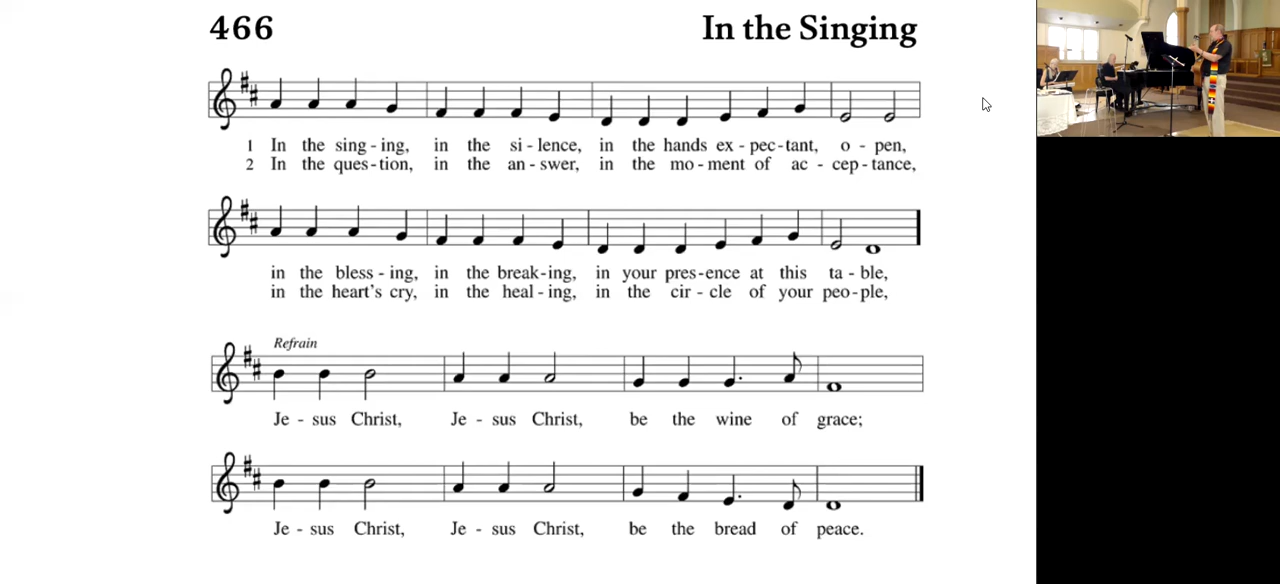 466 In the Singing
1 In the sing - ing, in the si - lence, in the hands ex - pec - tant, o - pen,
2 In the ques - tion, in the an - swer, in the mo - ment of ac - cep - tance,
in the bless - ing, in the break - ing, in your pres - ence at this ta - ble,
in the heart's cry, in the heal - ing, in the cir - cle of your peo - ple,
Refrain
Je - sus Christ, Je - sus Christ, be the wine of grace;
Je - sus Christ, Je - sus Christ, be the bread of peace.